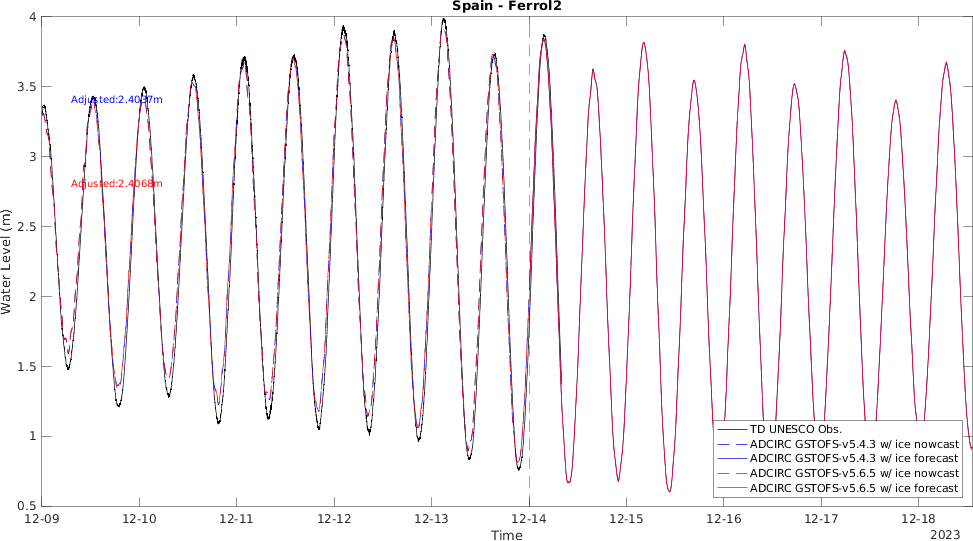 Spain - Ferrol2
4
3.5
3
2.5
2
1.5
1
0.5
Water Level (m)
Adjusted:2.4037m
Adjusted:2.4068m
TD UNESCO Obs.
ADCIRC GSTOFS-v5.4.3 w/ ice nowcast
ADCIRC GSTOFS-v5.4.3 w/ ice forecast
ADCIRC GSTOFS-v5.6.5 w/ ice nowcast
ADCIRC GSTOFS-v5.6.5 w/ ice forecast
12-09 12-10 12-11 12-12 12-13 12-14 12-15 12-16 12-17 12-18
Time
2023